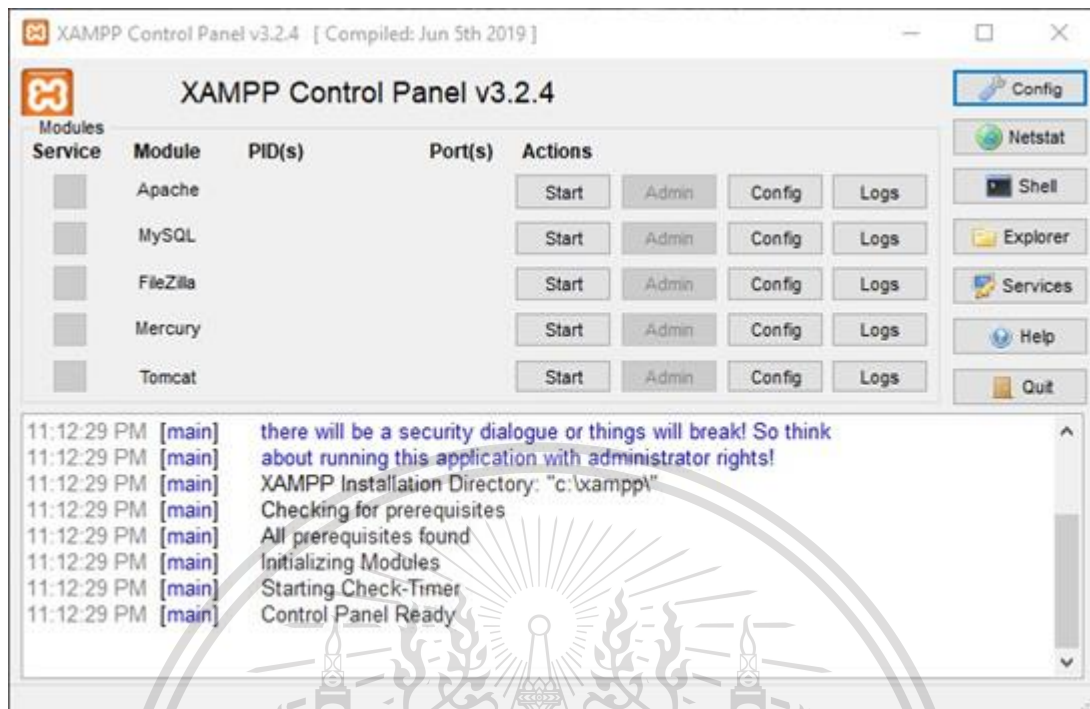 XAMPP Control Panel v3.2.4 [ Compiled: Jun 5th 2019 ]
XAMPP Control Panel v3.2.4
Config
Modules
Service Module PID(s) Port(s) Actions
Netstat
Apache Start Admin Config Logs
Shell
MySQL Start Admin Config Logs
Explorer
FileZilla Start Admin Config Logs
Services
Mercury Start Admin Config Logs
Help
Tomcat Start Admin Config Logs
Quit
11:12:29 PM [main] there will be a security dialogue or things will break! So think
11:12:29 PM [main] about running this application with administrator rights!
11:12:29 PM [main] XAMPP Installation Directory: "c:\xampp\"
11:12:29 PM [main] Checking for prerequisites
11:12:29 PM [main] All prerequisites found
11:12:29 PM [main] Initializing Modules
11:12:29 PM [main] Starting Check-Timer
11:12:29 PM [main] Control Panel Ready